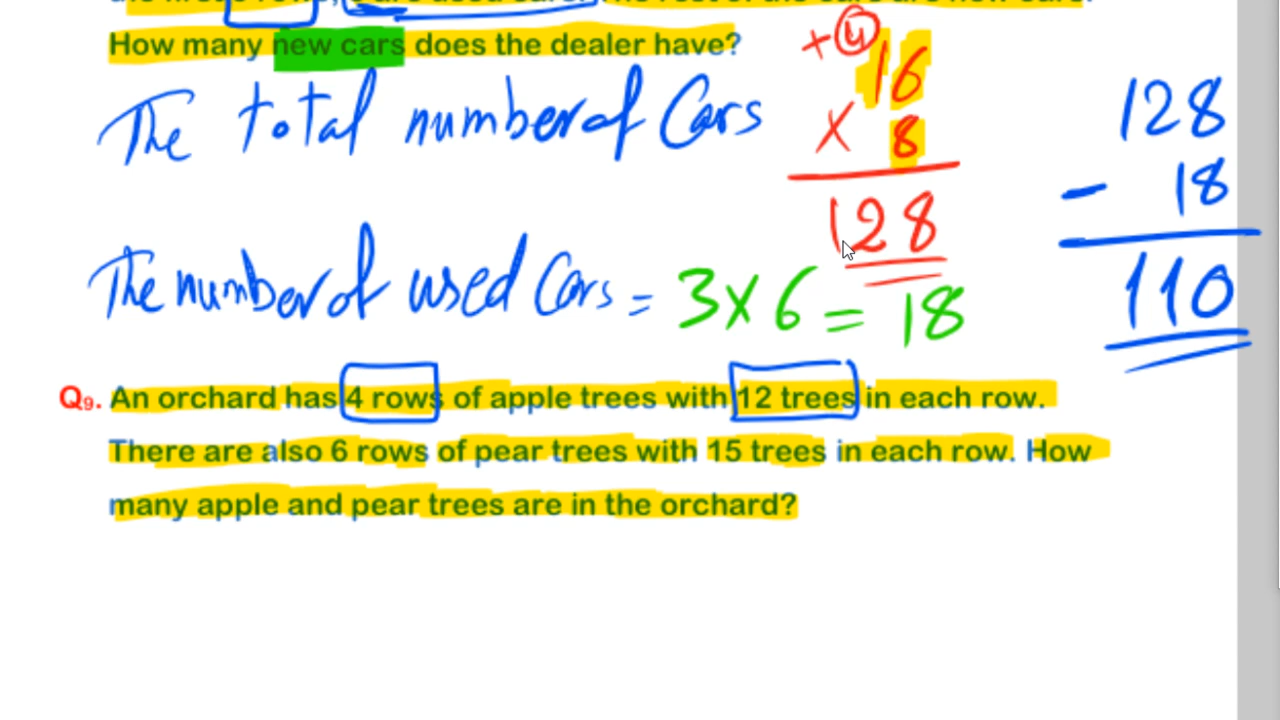 How many new cars does the dealer have?
+ 4
16
The total number of Cars
× 8
128
128
- 18
110
The number of used Cars = 3 × 6 = 18
Q9. An orchard has 4 rows of apple trees with 12 trees in each row.
There are also 6 rows of pear trees with 15 trees in each row. How
many apple and pear trees are in the orchard?